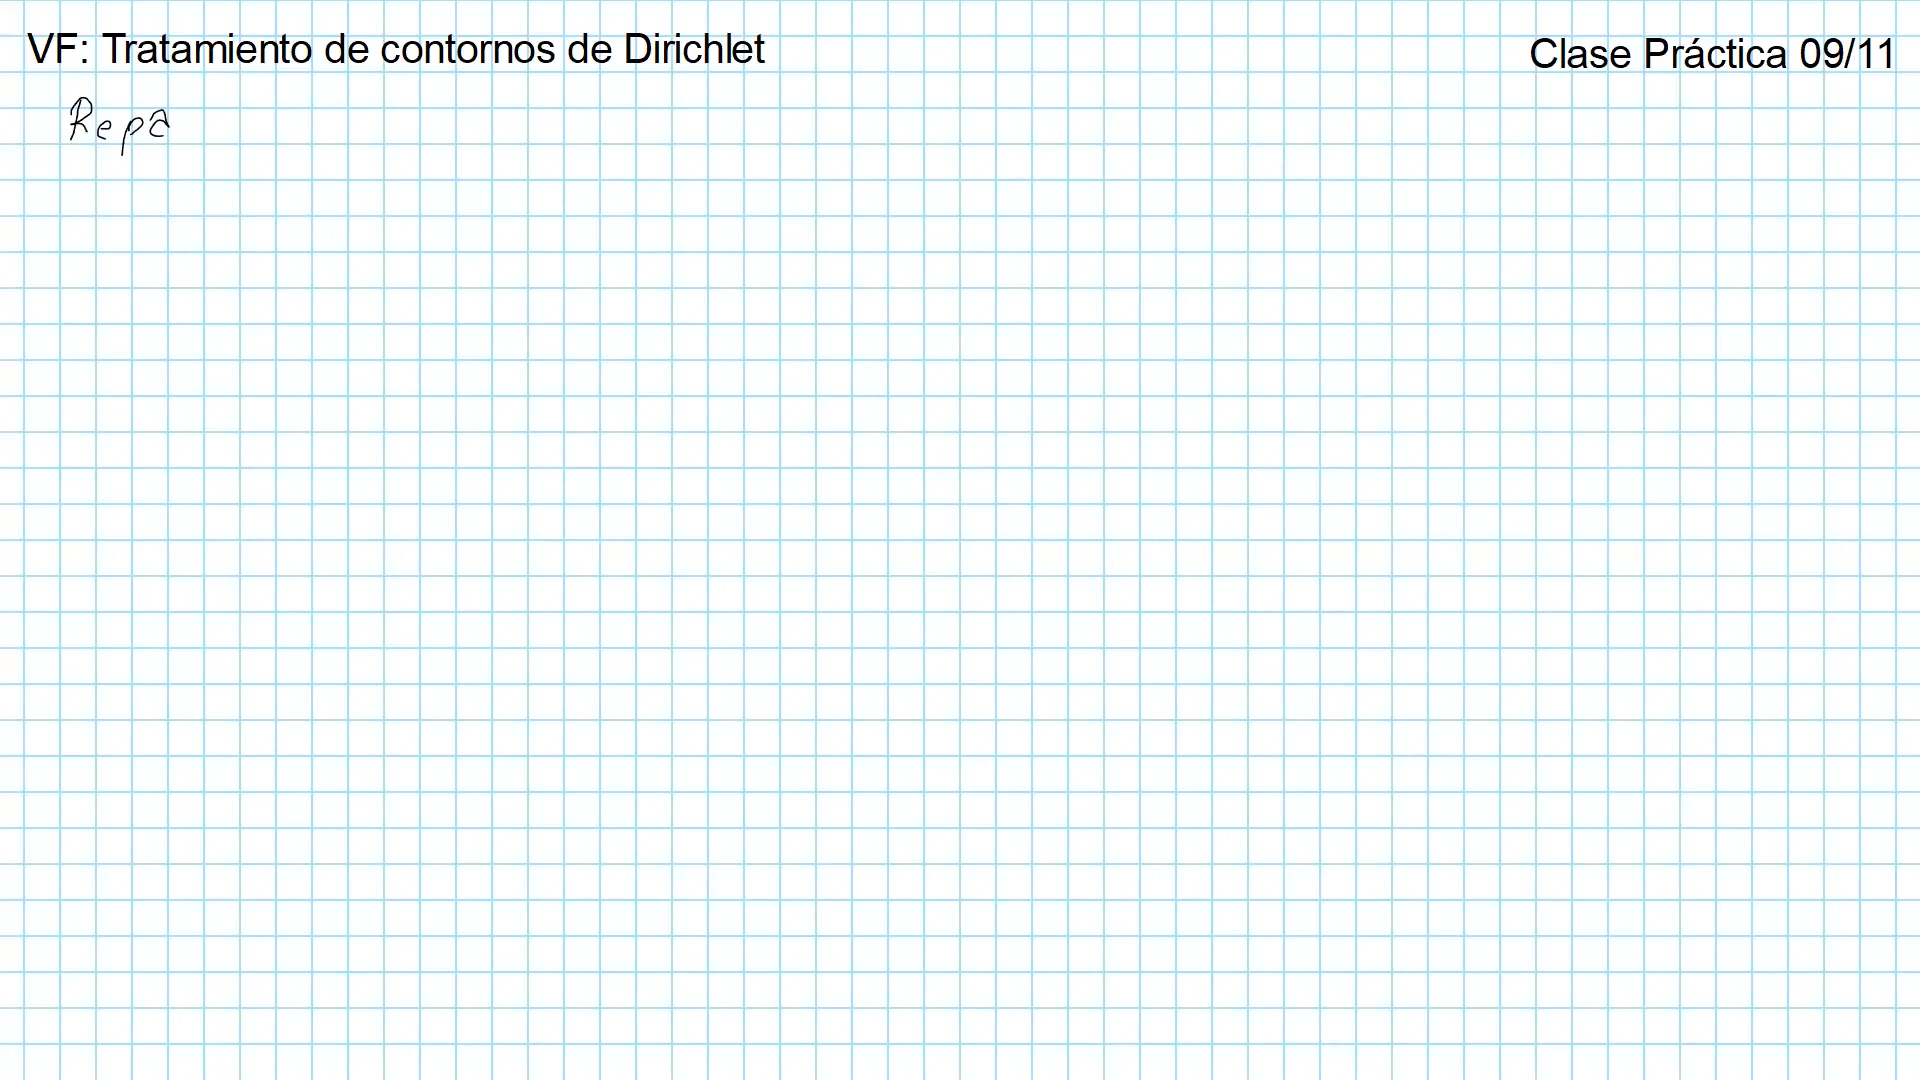 VF: Tratamiento de contornos de Dirichlet
Clase Práctica 09/11
Repa